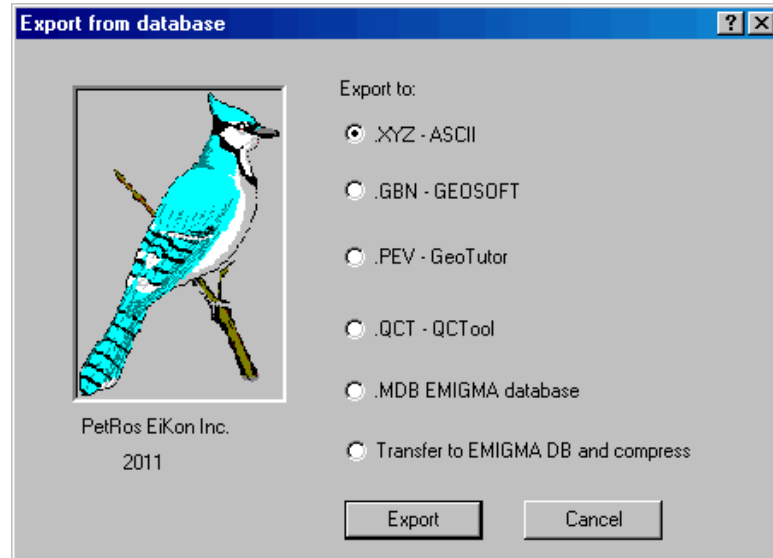 Export from database
Export to:
.XYZ - ASCII
.GBN - GEOSOFT
.PEV - GeoTutor
.QCT - QCTool
.MDB EMIGMA database
Transfer to EMIGMA DB and compress
PetRos EiKon Inc.
2011
Export
Cancel